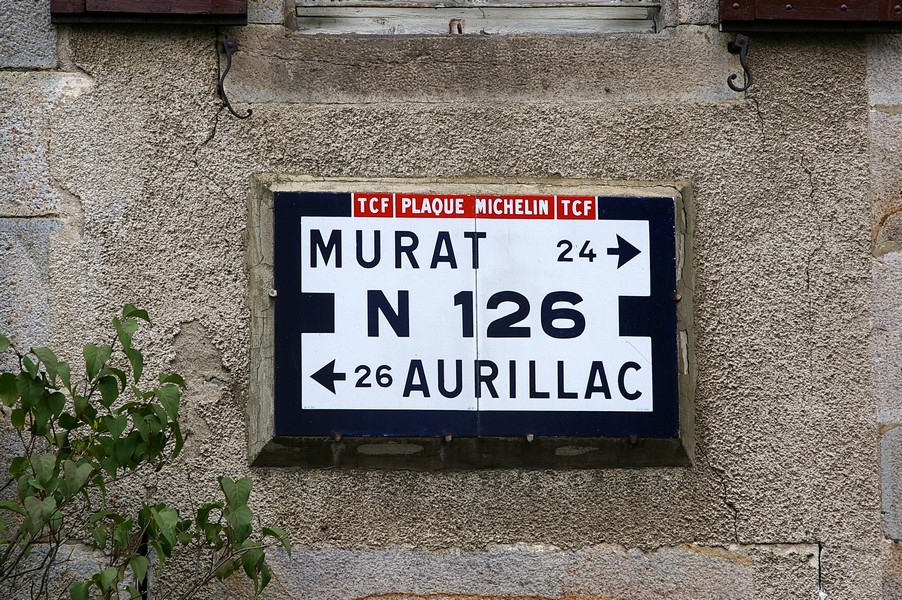 TCF PLAQUE MICHELIN TCF
MURAT 24 →
N 126
← 26 AURILLAC